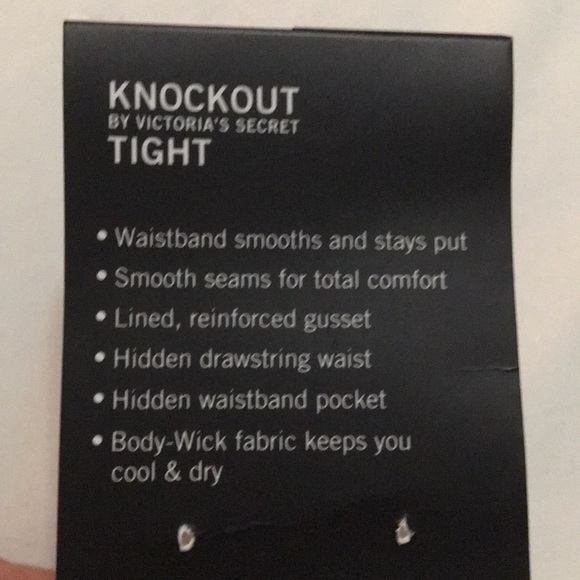 KNOCKOUT
BY VICTORIA'S SECRET
TIGHT
• Waistband smooths and stays put
• Smooth seams for total comfort
• Lined, reinforced gusset
• Hidden drawstring waist
• Hidden waistband pocket
• Body-Wick fabric keeps you
cool & dry